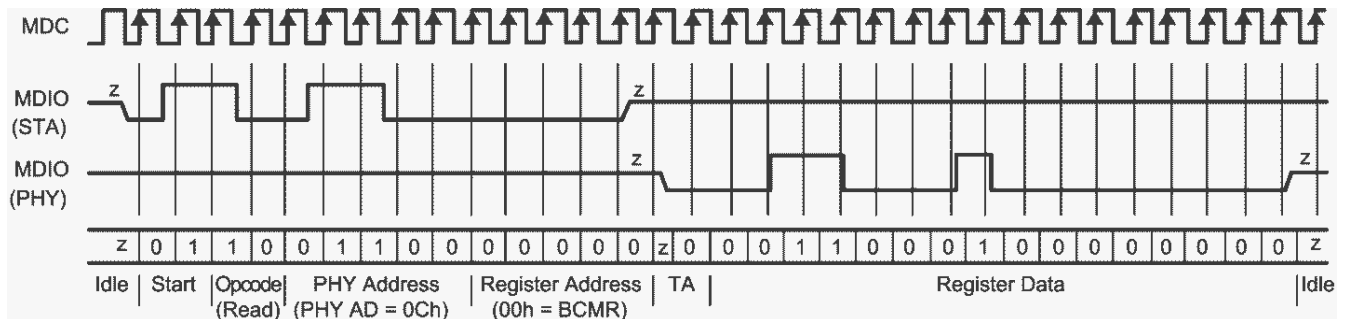 MDC
z z
MDIO
(STA)
z z
MDIO
(PHY)
z 0 1 1 0 0 1 1 0 0 0 0 0 0 0 z 0 0 0 1 1 0 0 0 1 0 0 0 0 0 0 0 0 z
Idle Start Opcode PHY Address Register Address TA Register Data Idle
(Read) (PHY AD = 0Ch) (00h = BCMR)